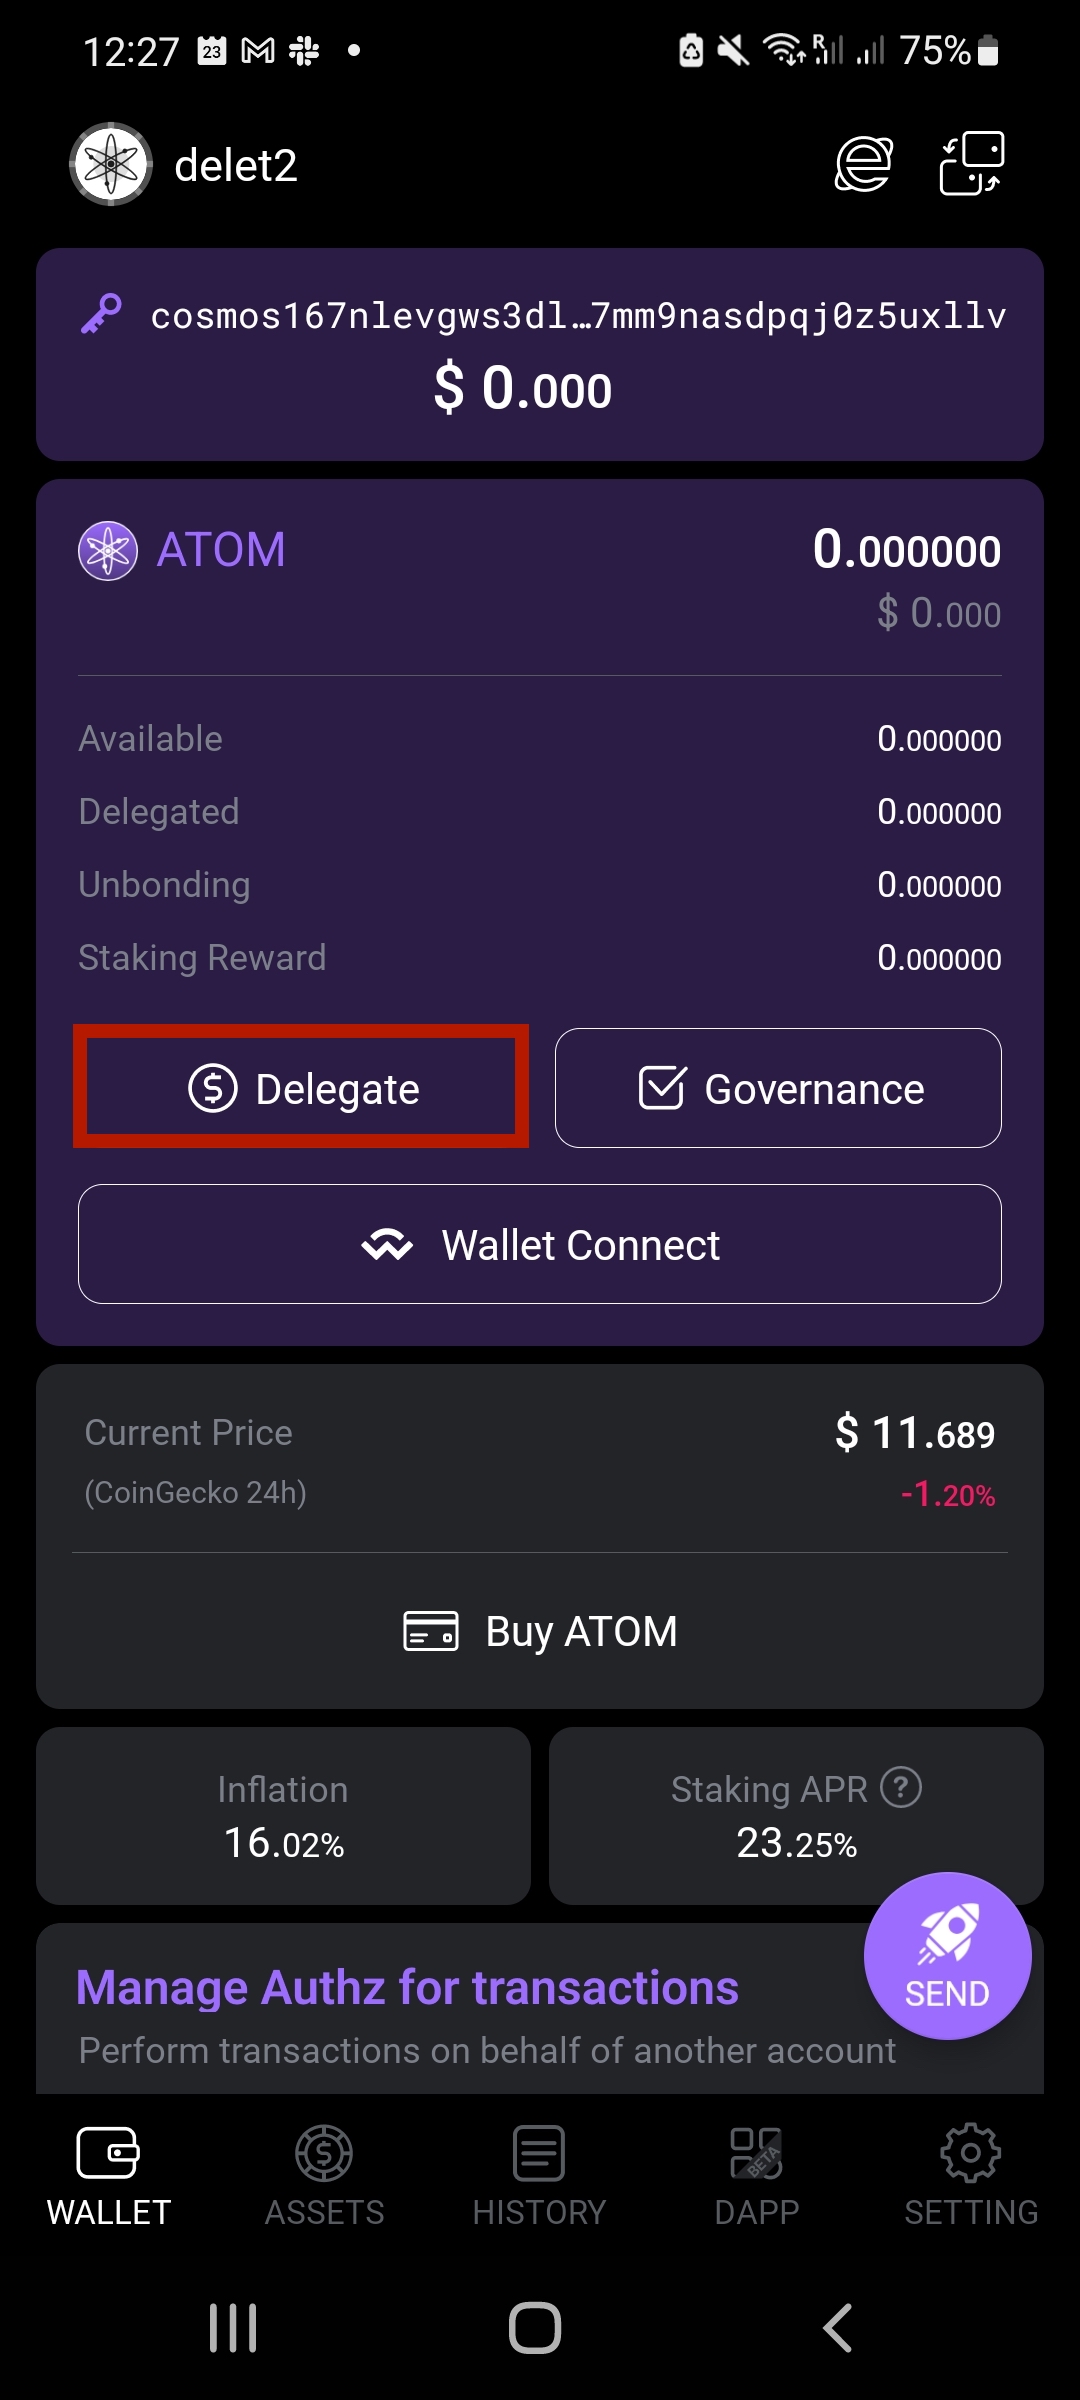 12:27 23 R 75%
delet2
cosmos167nlevgws3dl…7mm9nasdpqj0z5uxllv
$ 0.000
ATOM 0.000000
$ 0.000
Available 0.000000
Delegated 0.000000
Unbonding 0.000000
Staking Reward 0.000000
Delegate Governance
Wallet Connect
Current Price $ 11.689
(CoinGecko 24h) -1.20%
Buy ATOM
Inflation Staking APR ?
16.02% 23.25%
SEND
Manage Authz for transactions
Perform transactions on behalf of another account
BETA
WALLET ASSETS HISTORY DAPP SETTING